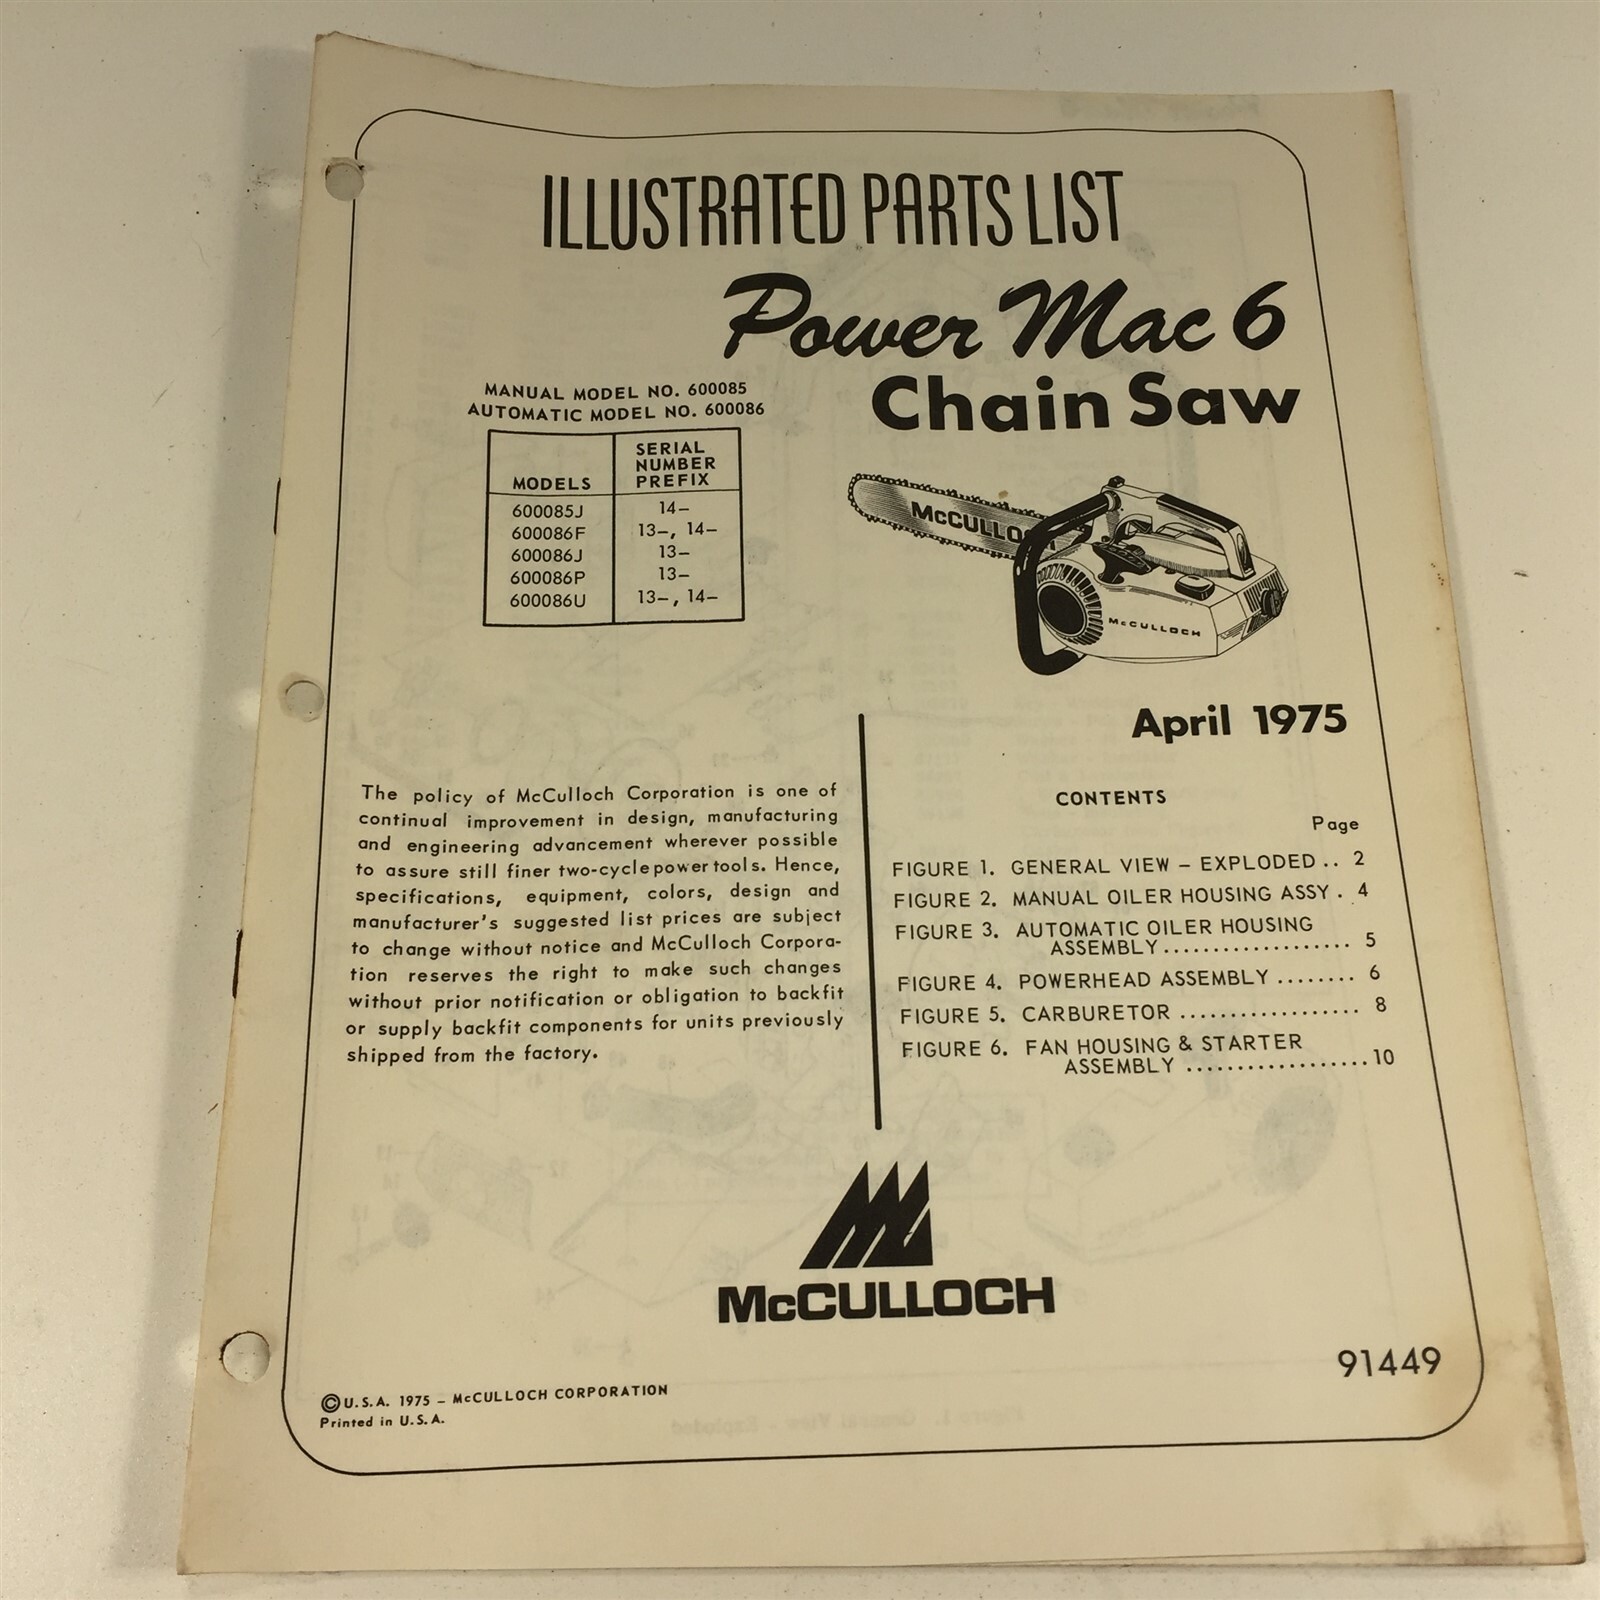 ILLUSTRATED PARTS LIST
Power Mac 6
Chain Saw
MANUAL MODEL NO. 600085
AUTOMATIC MODEL NO. 600086
MODELS SERIAL NUMBER PREFIX
600085J 14-
600086F 13-, 14-
600086J 13-
600086P 13-
600086U 13-, 14-
McCULLOCH
McCULLOCH
April 1975
The policy of McCulloch Corporation is one of
continual improvement in design, manufacturing
and engineering advancement wherever possible
to assure still finer two-cycle power tools. Hence,
specifications, equipment, colors, design and
manufacturer's suggested list prices are subject
to change without notice and McCulloch Corpora-
tion reserves the right to make such changes
without prior notification or obligation to backfit
or supply backfit components for units previously
shipped from the factory.
CONTENTS
Page
FIGURE 1. GENERAL VIEW - EXPLODED .. 2
FIGURE 2. MANUAL OILER HOUSING ASSY . 4
FIGURE 3. AUTOMATIC OILER HOUSING
ASSEMBLY................... 5
FIGURE 4. POWERHEAD ASSEMBLY ........ 6
FIGURE 5. CARBURETOR .................. 8
FIGURE 6. FAN HOUSING & STARTER
ASSEMBLY ...................10
McCULLOCH
91449
© U.S.A. 1975 - McCULLOCH CORPORATION
Printed in U.S.A.